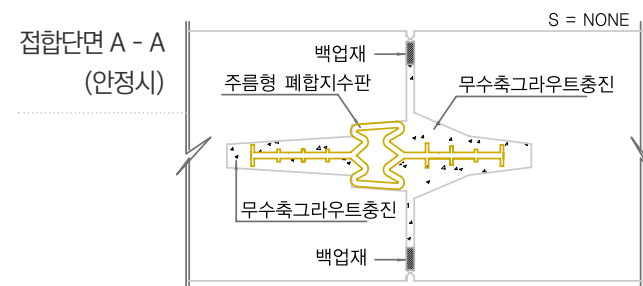 S = NONE
접합단면 A - A
(안정시)
백업재
주름형 폐합지수판
무수축그라우트충진
무수축그라우트충진
백업재